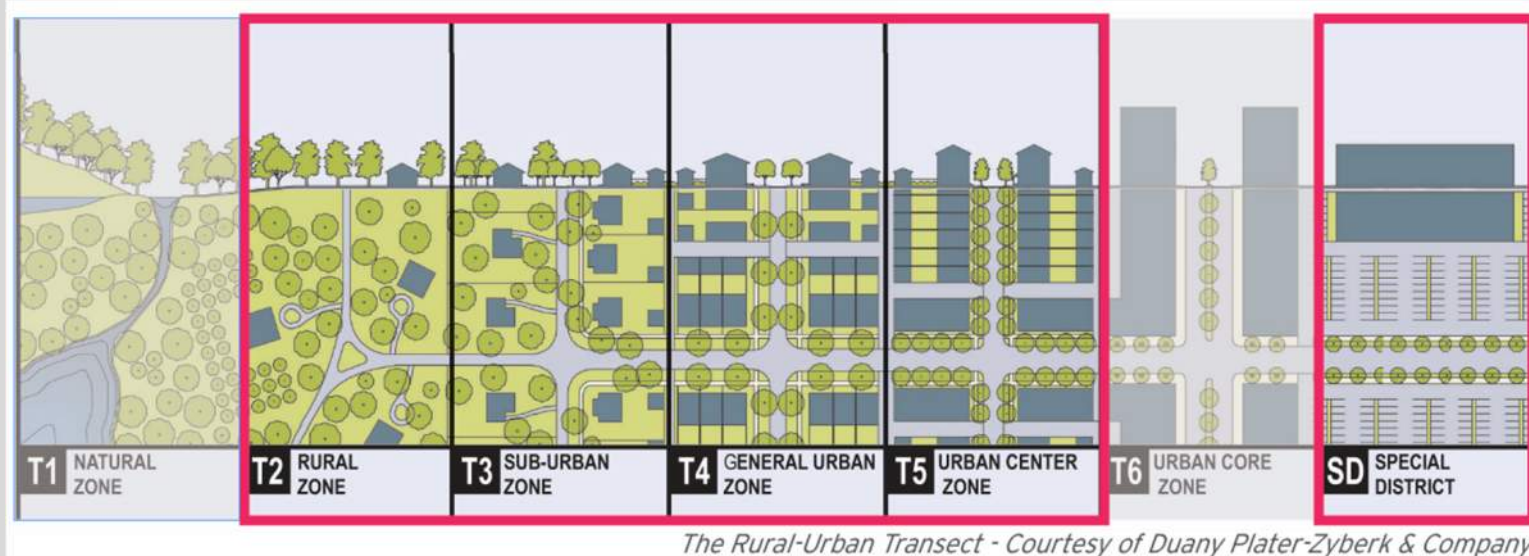 T1 NATURAL
ZONE
T2 RURAL
ZONE
T3 SUB-URBAN
ZONE
T4 GENERAL URBAN
ZONE
T5 URBAN CENTER
ZONE
T6 URBAN CORE
ZONE
SD SPECIAL
DISTRICT
The Rural-Urban Transect - Courtesy of Duany Plater-Zyberk & Company